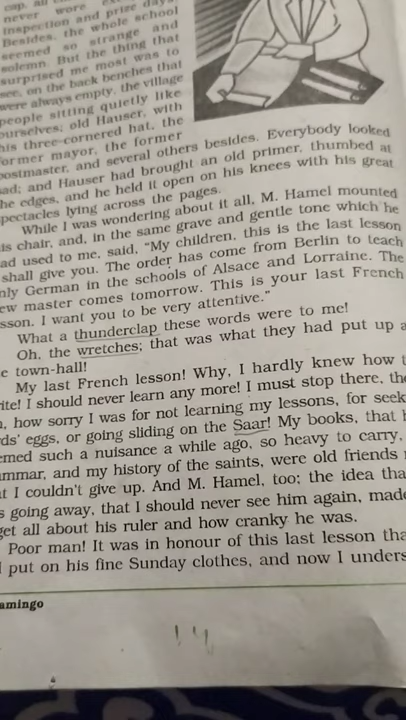 cap, all
never wore
inspection and prize days.
Besides, the whole school
seemed so strange and
solemn. But the thing that
surprised me most was to
see, on the back benches that
were always empty, the village
people sitting quietly like
ourselves; old Hauser, with
his three-cornered hat, the
ormer mayor, the former
postmaster, and several others besides. Everybody looked
ad; and Hauser had brought an old primer, thumbed at
he edges, and he held it open on his knees with his great
pectacles lying across the pages.
While I was wondering about it all, M. Hamel mounted
is chair, and, in the same grave and gentle tone which he
ad used to me, said, “My children, this is the last lesson
shall give you. The order has come from Berlin to teach
nly German in the schools of Alsace and Lorraine. The
ew master comes tomorrow. This is your last French
sson. I want you to be very attentive.”
What a thunderclap these words were to me!
Oh, the wretches; that was what they had put up a
e town-hall!
My last French lesson! Why, I hardly knew how t
ite! I should never learn any more! I must stop there, the
, how sorry I was for not learning my lessons, for seek
ds’ eggs, or going sliding on the Saar! My books, that h
emed such a nuisance a while ago, so heavy to carry,
mmar, and my history of the saints, were old friends
t I couldn’t give up. And M. Hamel, too; the idea tha
s going away, that I should never see him again, made
get all about his ruler and how cranky he was.
Poor man! It was in honour of this last lesson tha
put on his fine Sunday clothes, and now I unders
amingo